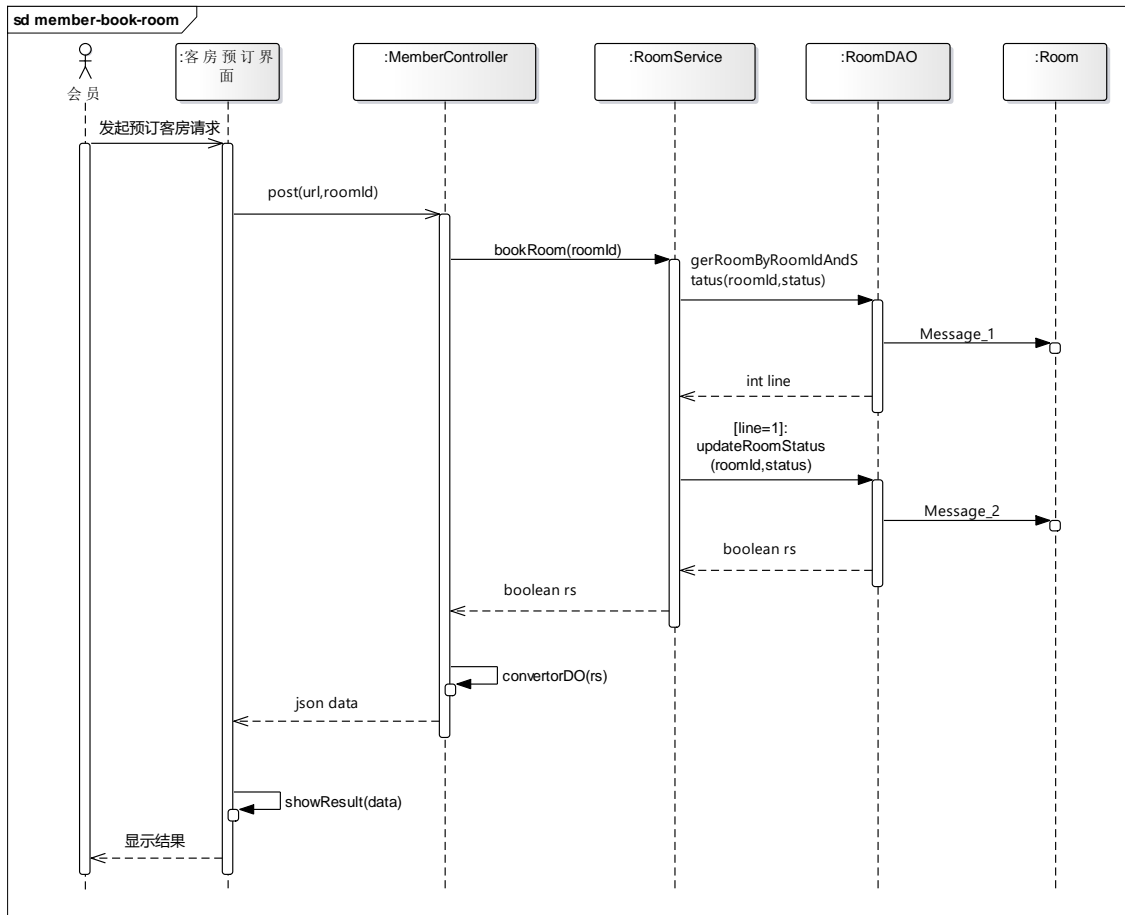 sd member-book-room
会员
:客房预订界
面
:MemberController
:RoomService
:RoomDAO
:Room
发起预订客房请求
post(url,roomId)
bookRoom(roomId)
gerRoomByRoomIdAndS
tatus(roomId,status)
Message_1
int line
[line=1]:
updateRoomStatus
(roomId,status)
Message_2
boolean rs
boolean rs
convertorDO(rs)
json data
showResult(data)
显示结果